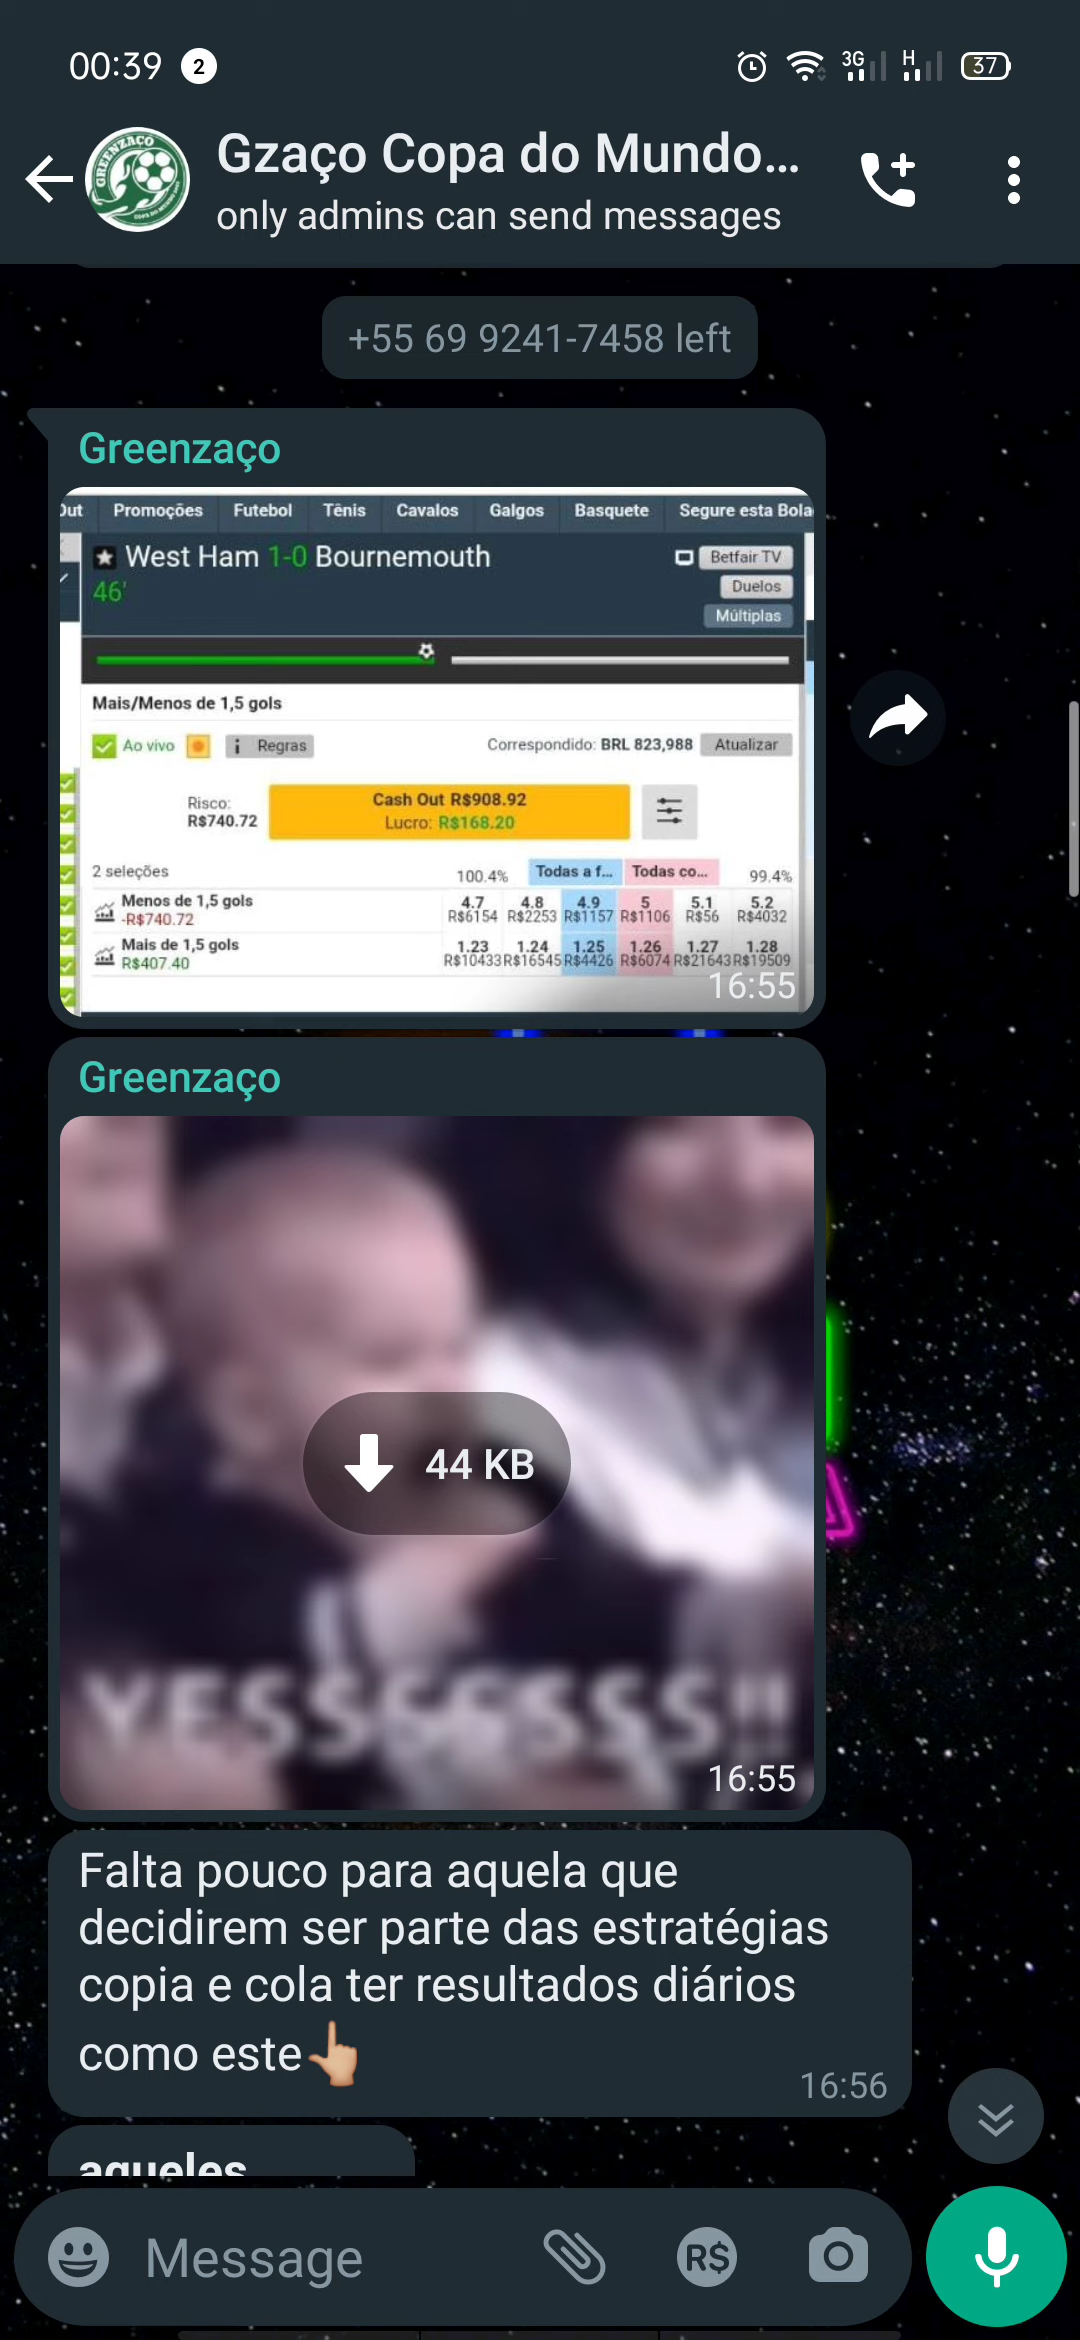 00:39 2 3G H 37
GREENZAÇO
Gzaço Copa do Mundo...
only admins can send messages
+55 69 9241-7458 left
Greenzaço
Out Promoções Futebol Tênis Cavalos Galgos Basquete Segure esta Bola
West Ham 1-0 Bournemouth
Betfair TV
46'
Duelos
Múltiplas
Mais/Menos de 1,5 gols
Ao vivo i Regras Correspondido: BRL 823,988 Atualizar
Risco:
R$740.72
Cash Out R$908.92
Lucro: R$168.20
2 seleções 100.4% Todas a f... Todas co... 99.4%
Menos de 1,5 gols 4.7 4.8 4.9 5 5.1 5.2
-R$740.72 R$6154 R$2253 R$1157 R$1106 R$56 R$4032
Mais de 1,5 gols 1.23 1.24 1.25 1.26 1.27 1.28
R$407.40 R$10433 R$16545 R$4426 R$6074 R$21643 R$19509
16:55
Greenzaço
44 KB
YESSSSSSS!!
16:55
Falta pouco para aquela que
decidirem ser parte das estratégias
copia e cola ter resultados diários
como este👆🏼
16:56
aqueles
Message R$